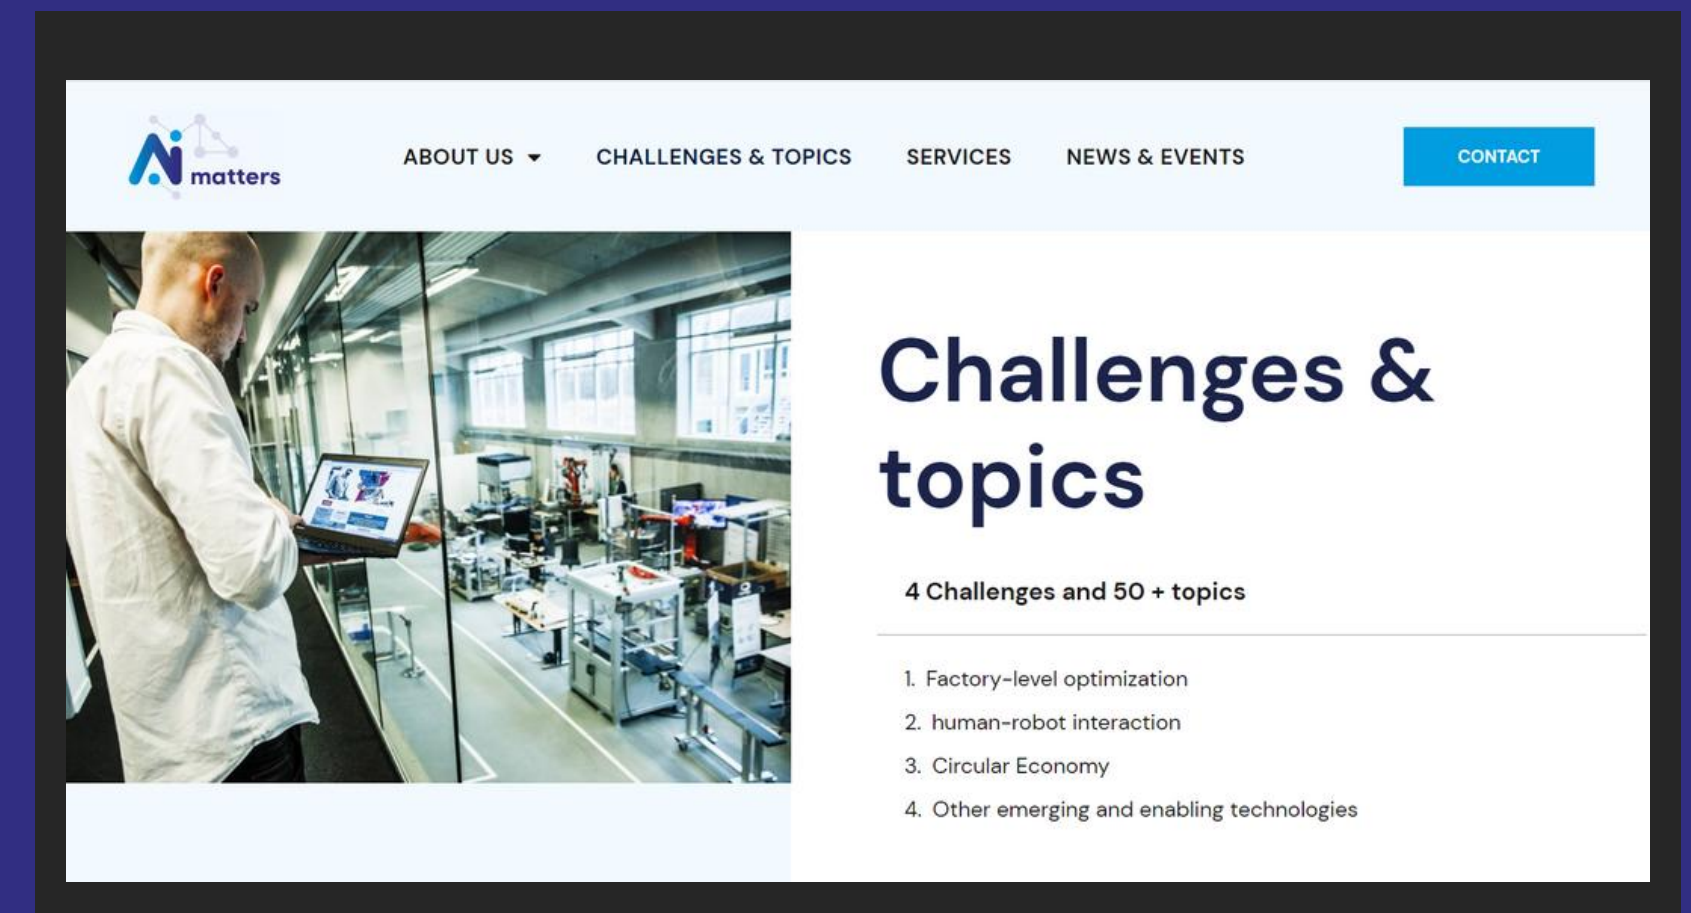 Ai matters
ABOUT US
CHALLENGES & TOPICS
SERVICES
NEWS & EVENTS
CONTACT
Challenges &
topics
4 Challenges and 50 + topics
1. Factory-level optimization
2. human-robot interaction
3. Circular Economy
4. Other emerging and enabling technologies